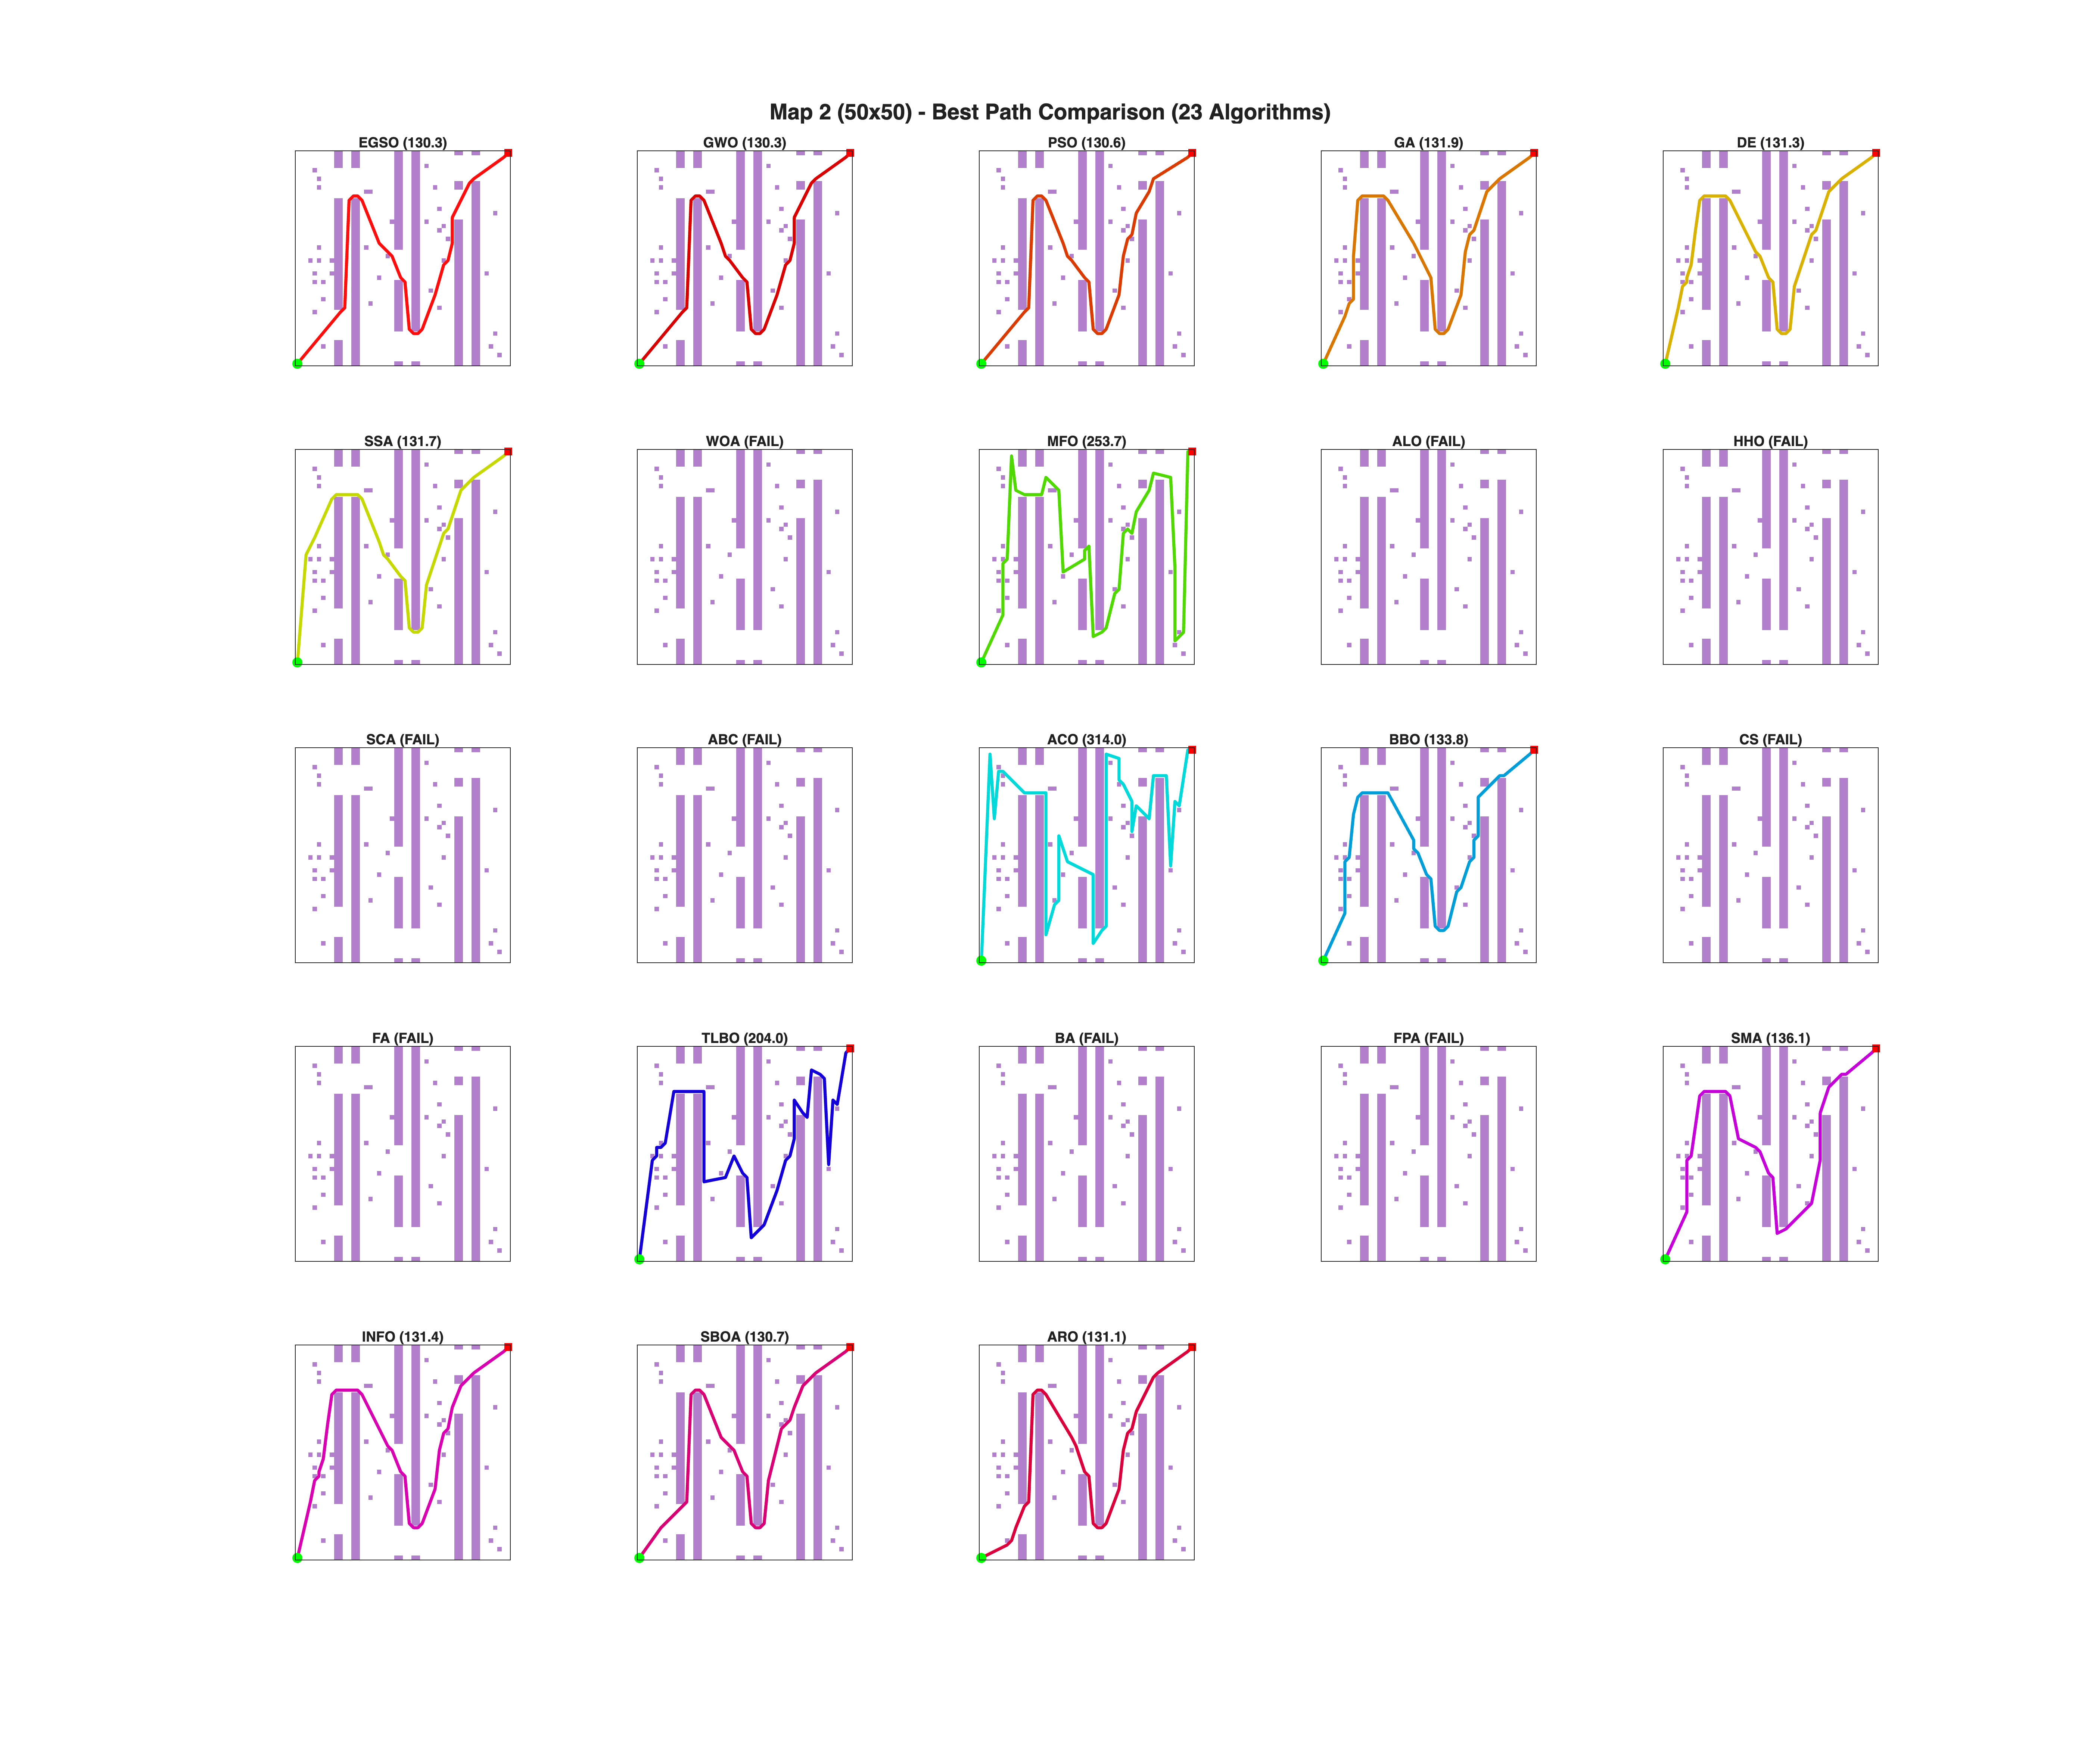 Map 2 (50x50) - Best Path Comparison (23 Algorithms)
EGSO (130.3)
GWO (130.3)
PSO (130.6)
GA (131.9)
DE (131.3)
SSA (131.7)
WOA (FAIL)
MFO (253.7)
ALO (FAIL)
HHO (FAIL)
SCA (FAIL)
ABC (FAIL)
ACO (314.0)
BBO (133.8)
CS (FAIL)
FA (FAIL)
TLBO (204.0)
BA (FAIL)
FPA (FAIL)
SMA (136.1)
INFO (131.4)
SBOA (130.7)
ARO (131.1)